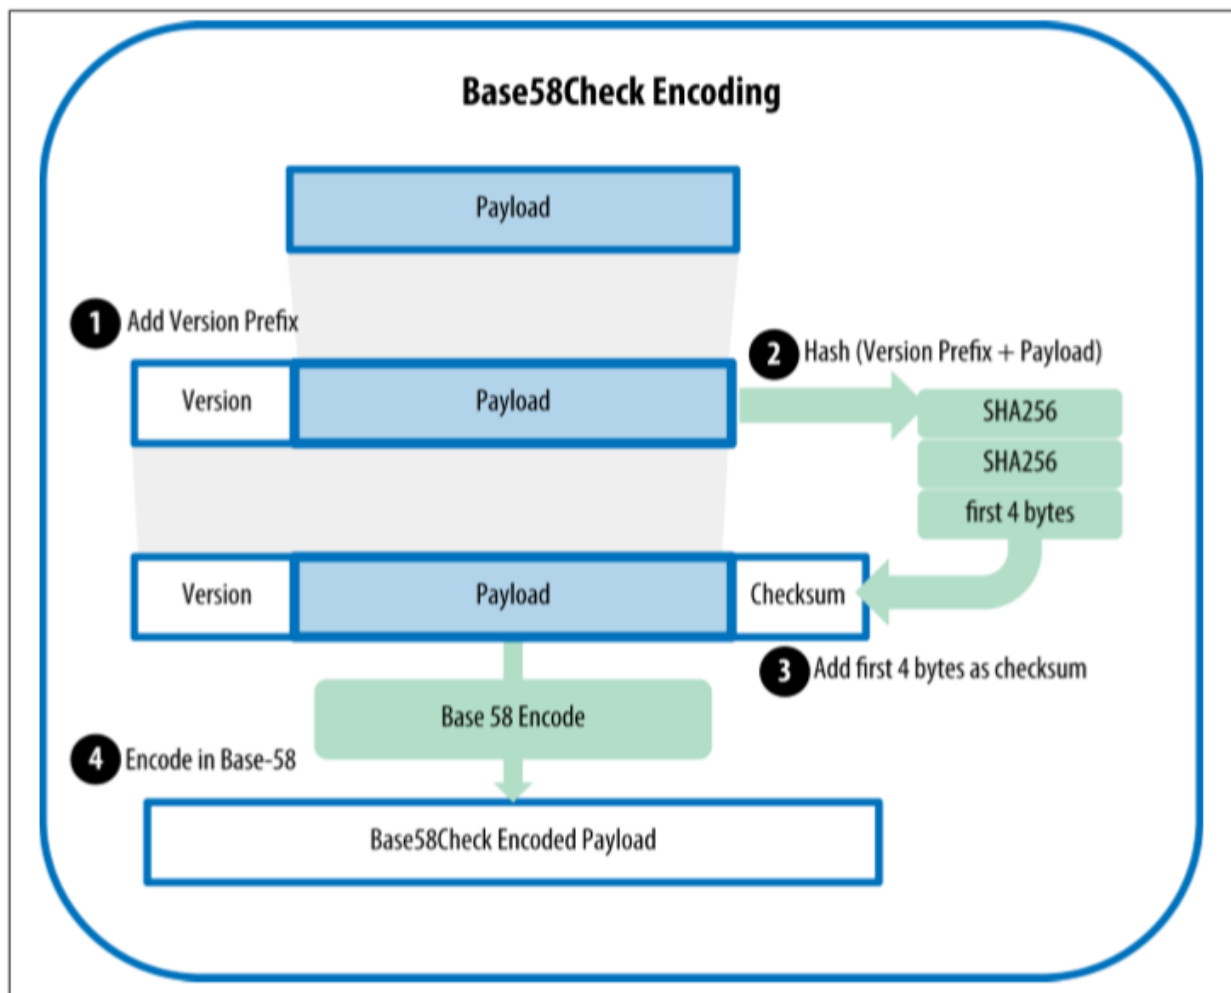 Base58Check Encoding
Payload
1 Add Version Prefix
2 Hash (Version Prefix + Payload)
Version Payload
SHA256
SHA256
first 4 bytes
Version Payload Checksum
3 Add first 4 bytes as checksum
Base 58 Encode
4 Encode in Base-58
Base58Check Encoded Payload